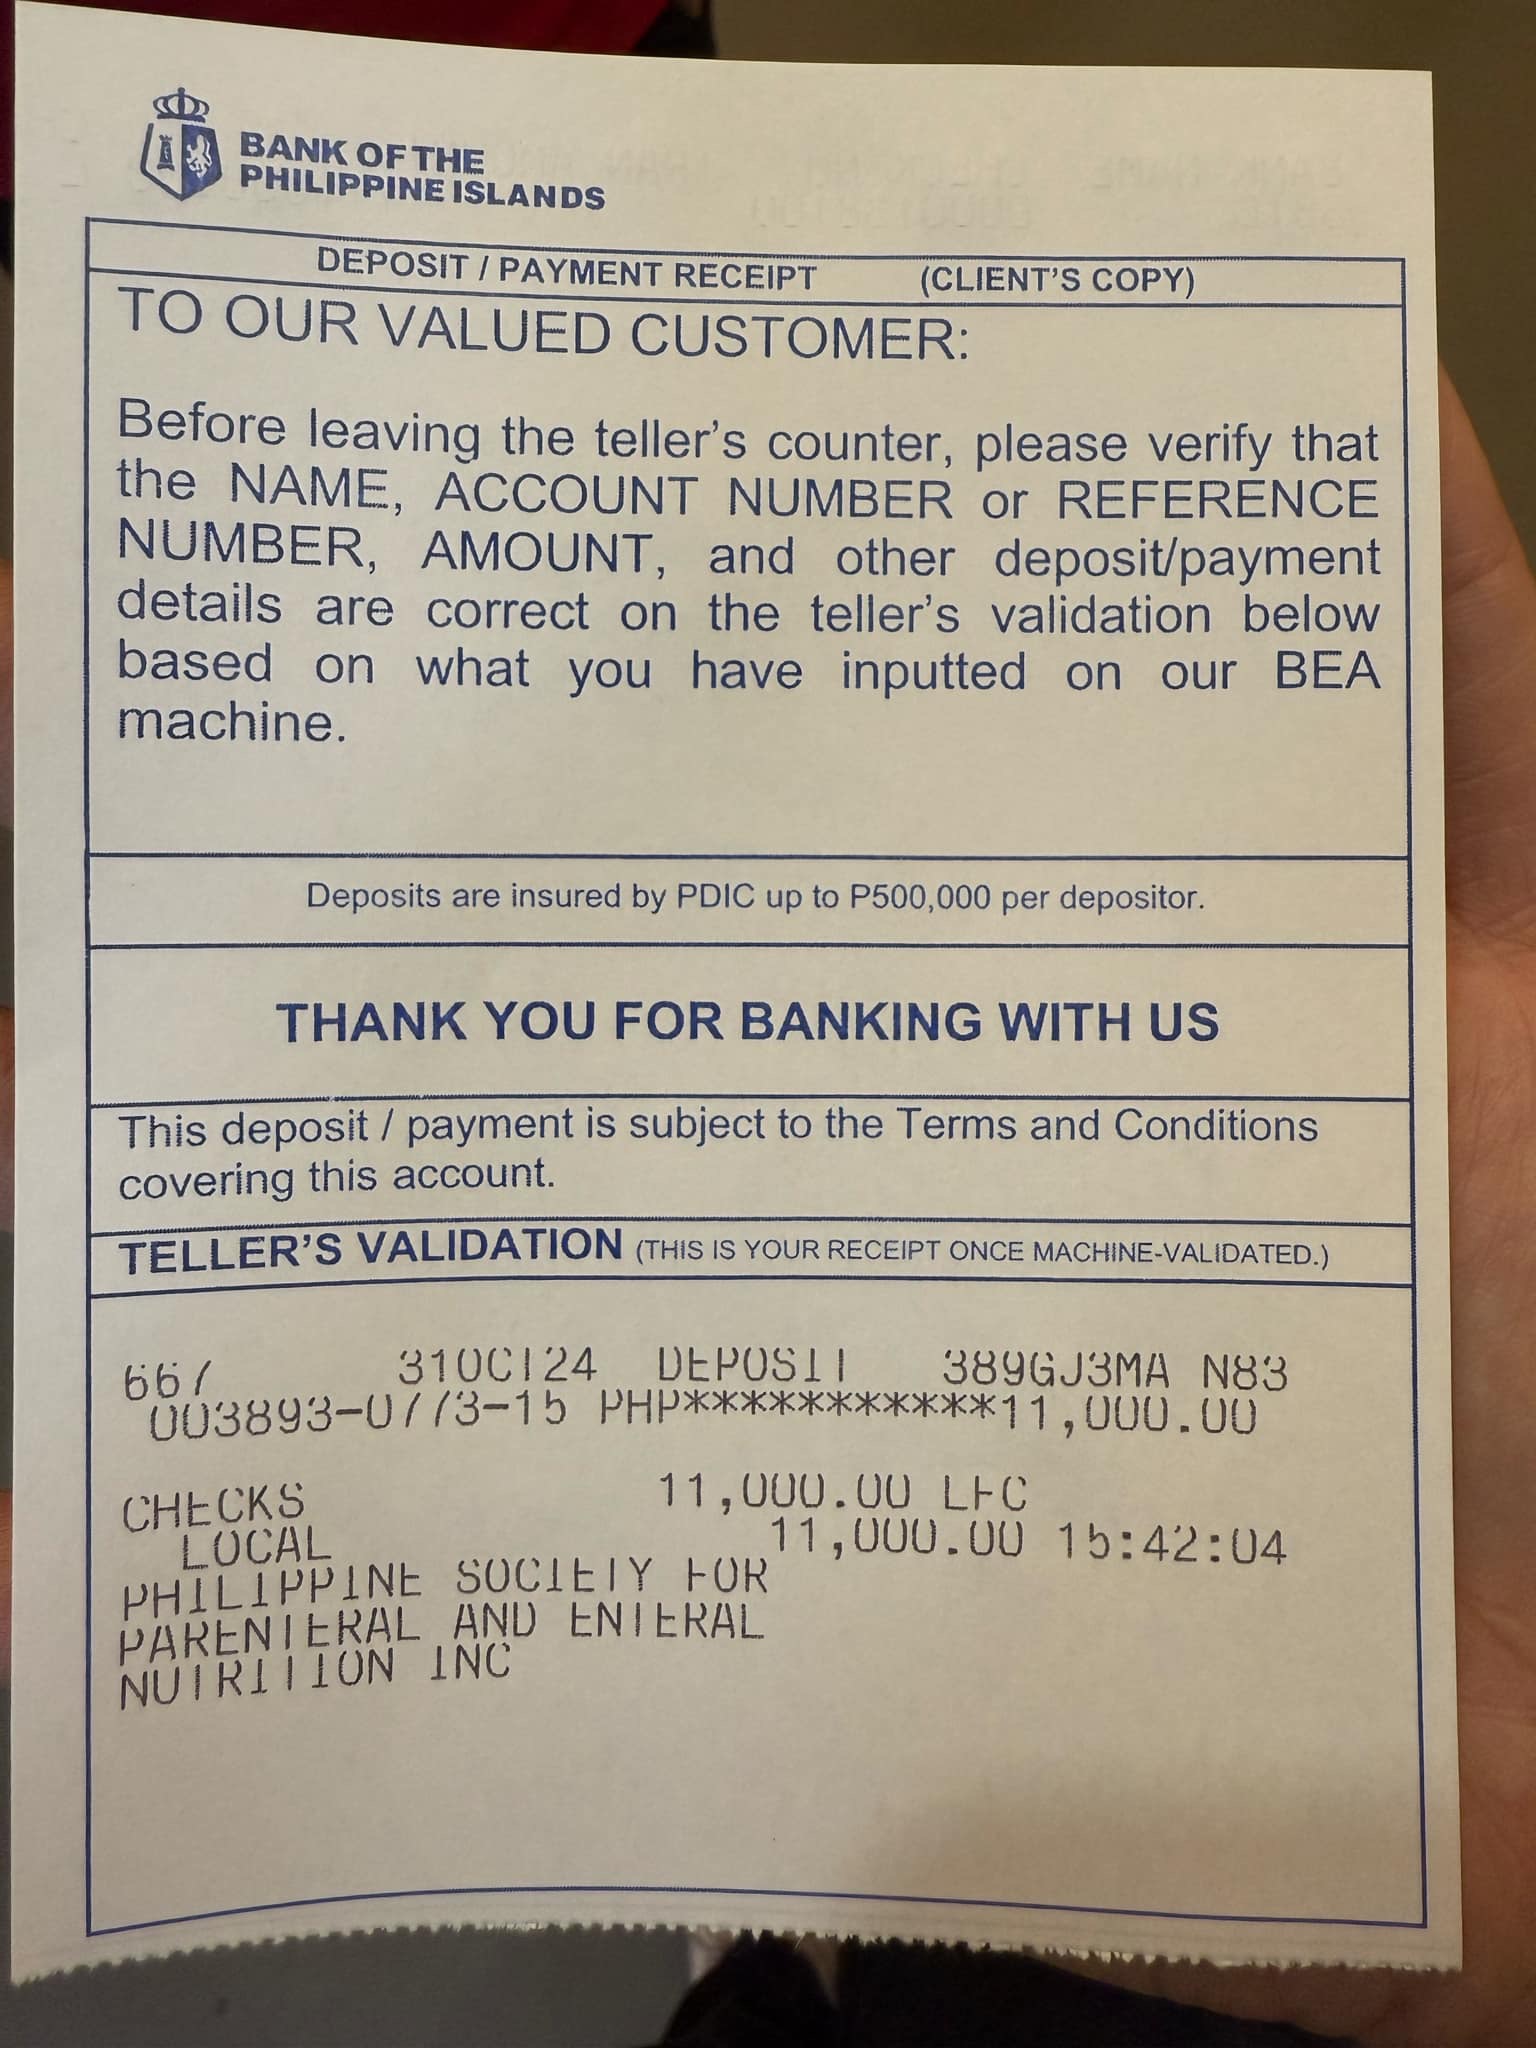 BANK OF THE
PHILIPPINE ISLANDS
DEPOSIT / PAYMENT RECEIPT (CLIENT'S COPY)
TO OUR VALUED CUSTOMER:
Before leaving the teller's counter, please verify that
the NAME, ACCOUNT NUMBER or REFERENCE
NUMBER, AMOUNT, and other deposit/payment
details are correct on the teller's validation below
based on what you have inputted on our BEA
machine.
Deposits are insured by PDIC up to P500,000 per depositor.
THANK YOU FOR BANKING WITH US
This deposit / payment is subject to the Terms and Conditions
covering this account.
TELLER'S VALIDATION (THIS IS YOUR RECEIPT ONCE MACHINE-VALIDATED.)
667 31OCT24 DEPOSIT 389GJ3MA N83
003893-0773-15 PHP***********11,000.00
CHECKS 11,000.00 LFC
LOCAL 11,000.00 15:42:04
PHILIPPINE SOCIETY FOR
PARENTERAL AND ENTERAL
NUTRITION INC